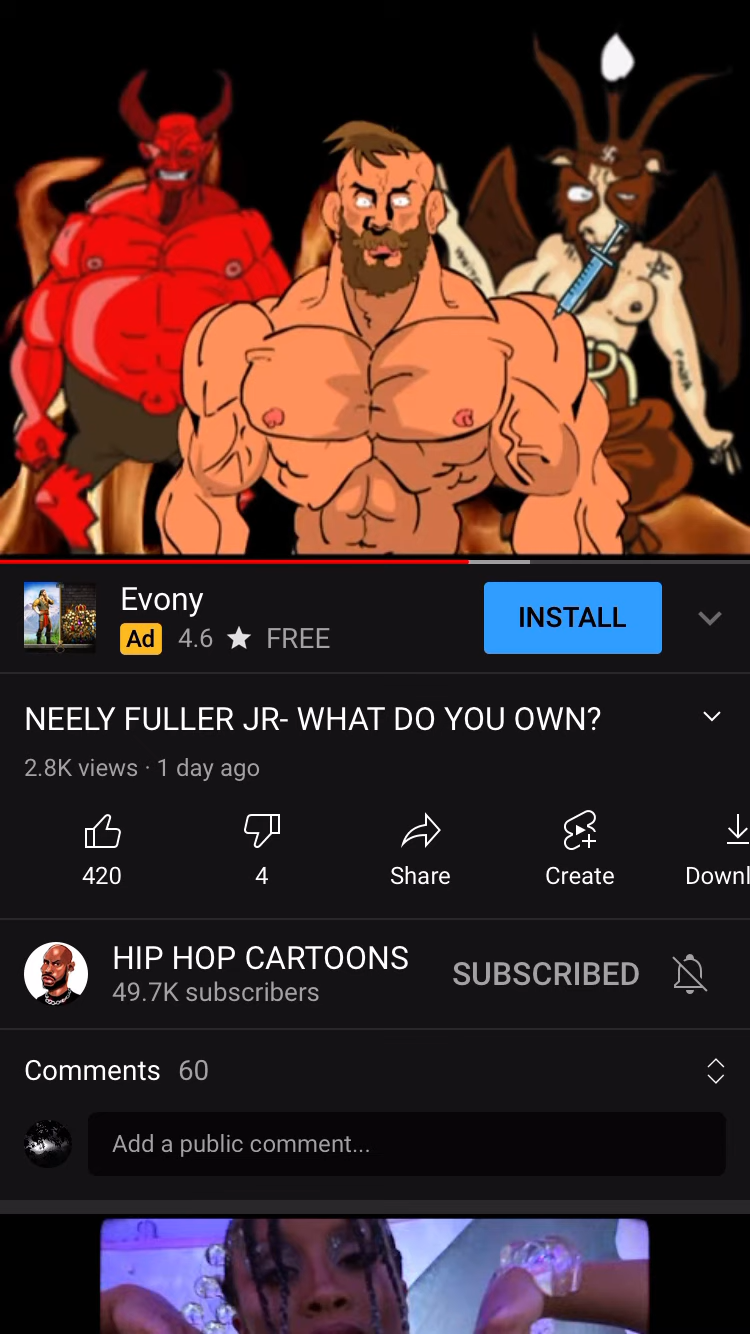 Evony
Ad 4.6 ★ FREE
INSTALL
NEELY FULLER JR- WHAT DO YOU OWN?
2.8K views · 1 day ago
420
4
Share
Create
Downl
HIP HOP CARTOONS
49.7K subscribers
SUBSCRIBED
Comments 60
Add a public comment...